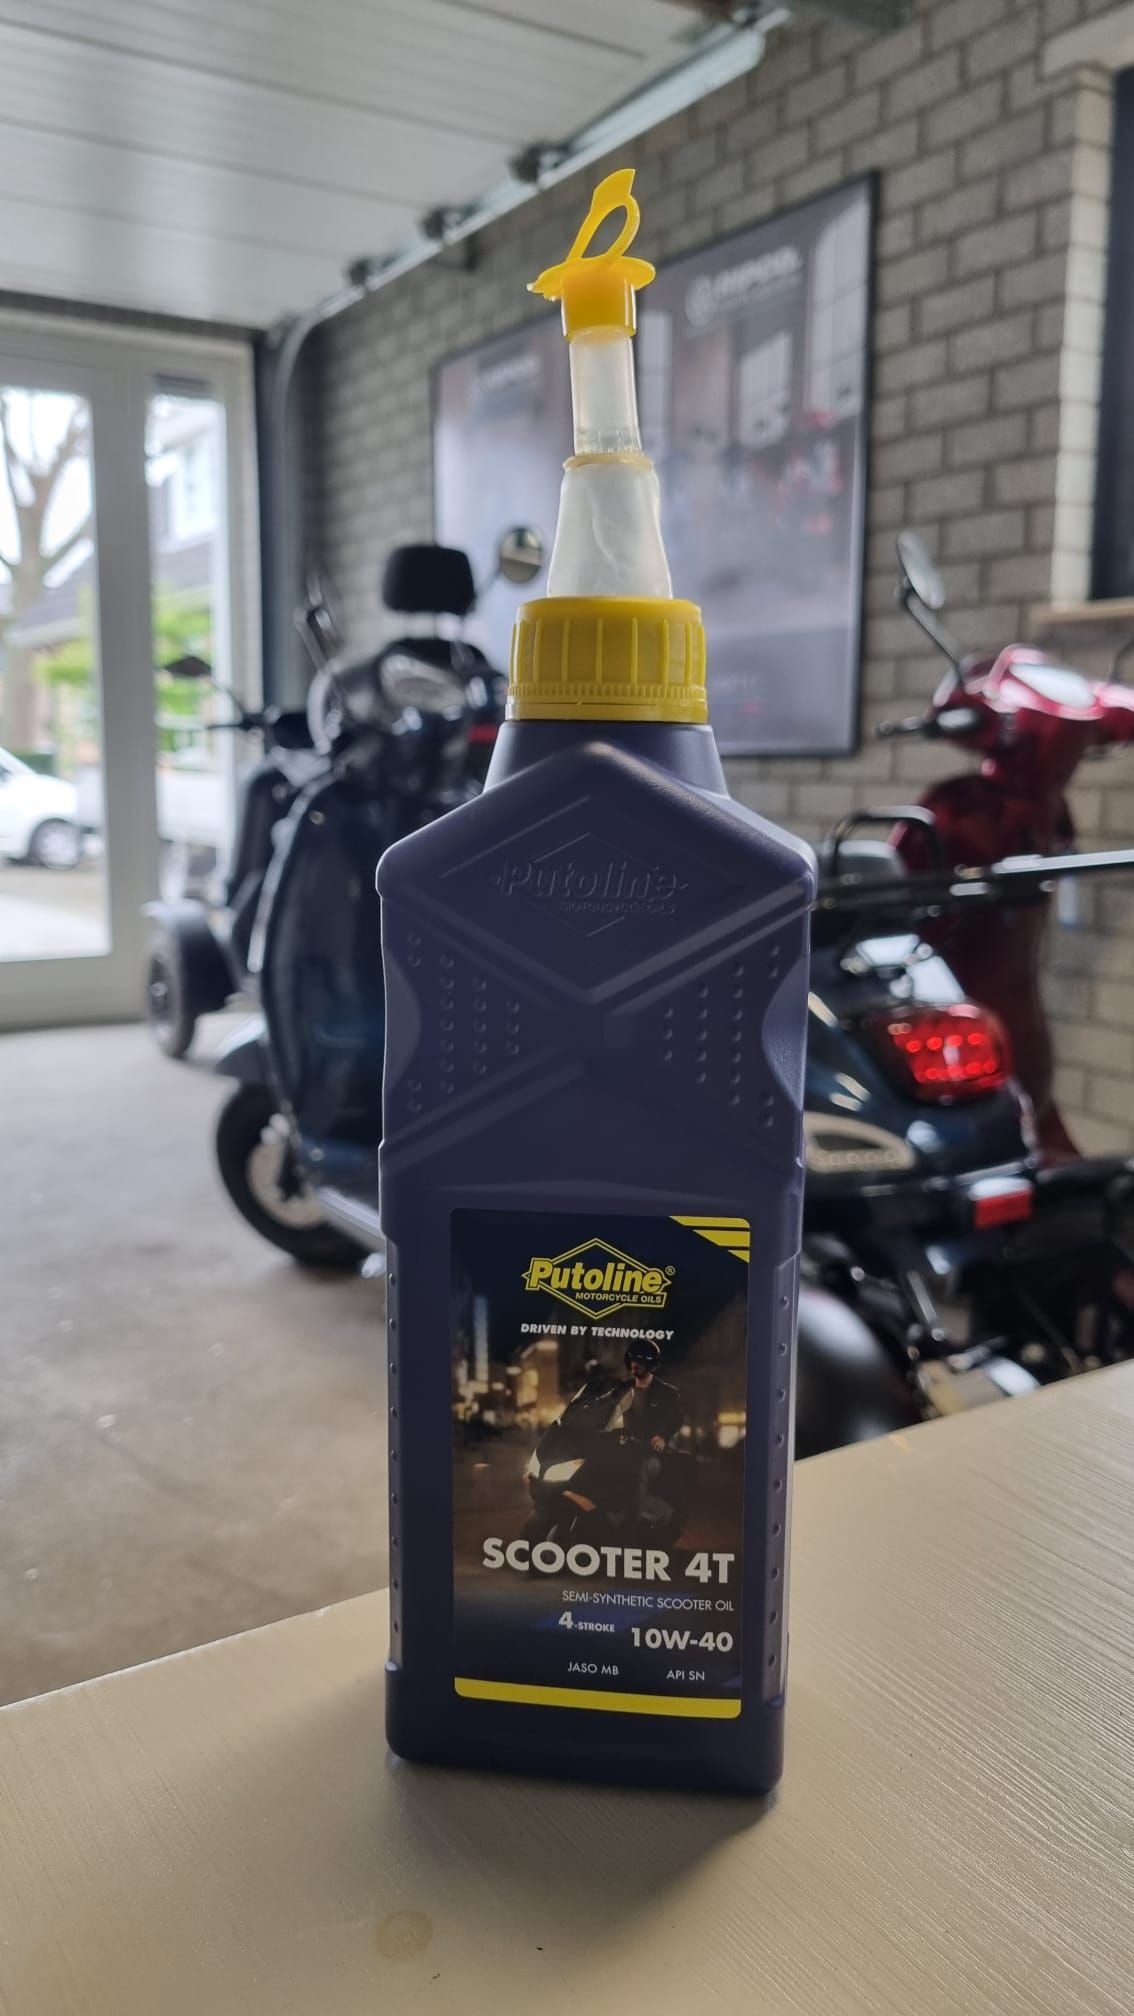 Putoline
MOTORCYCLE OILS
Putoline®
MOTORCYCLE OILS
DRIVEN BY TECHNOLOGY
SCOOTER 4T
SEMI-SYNTHETIC SCOOTER OIL
4-STROKE 10W-40
JASO MB API SN